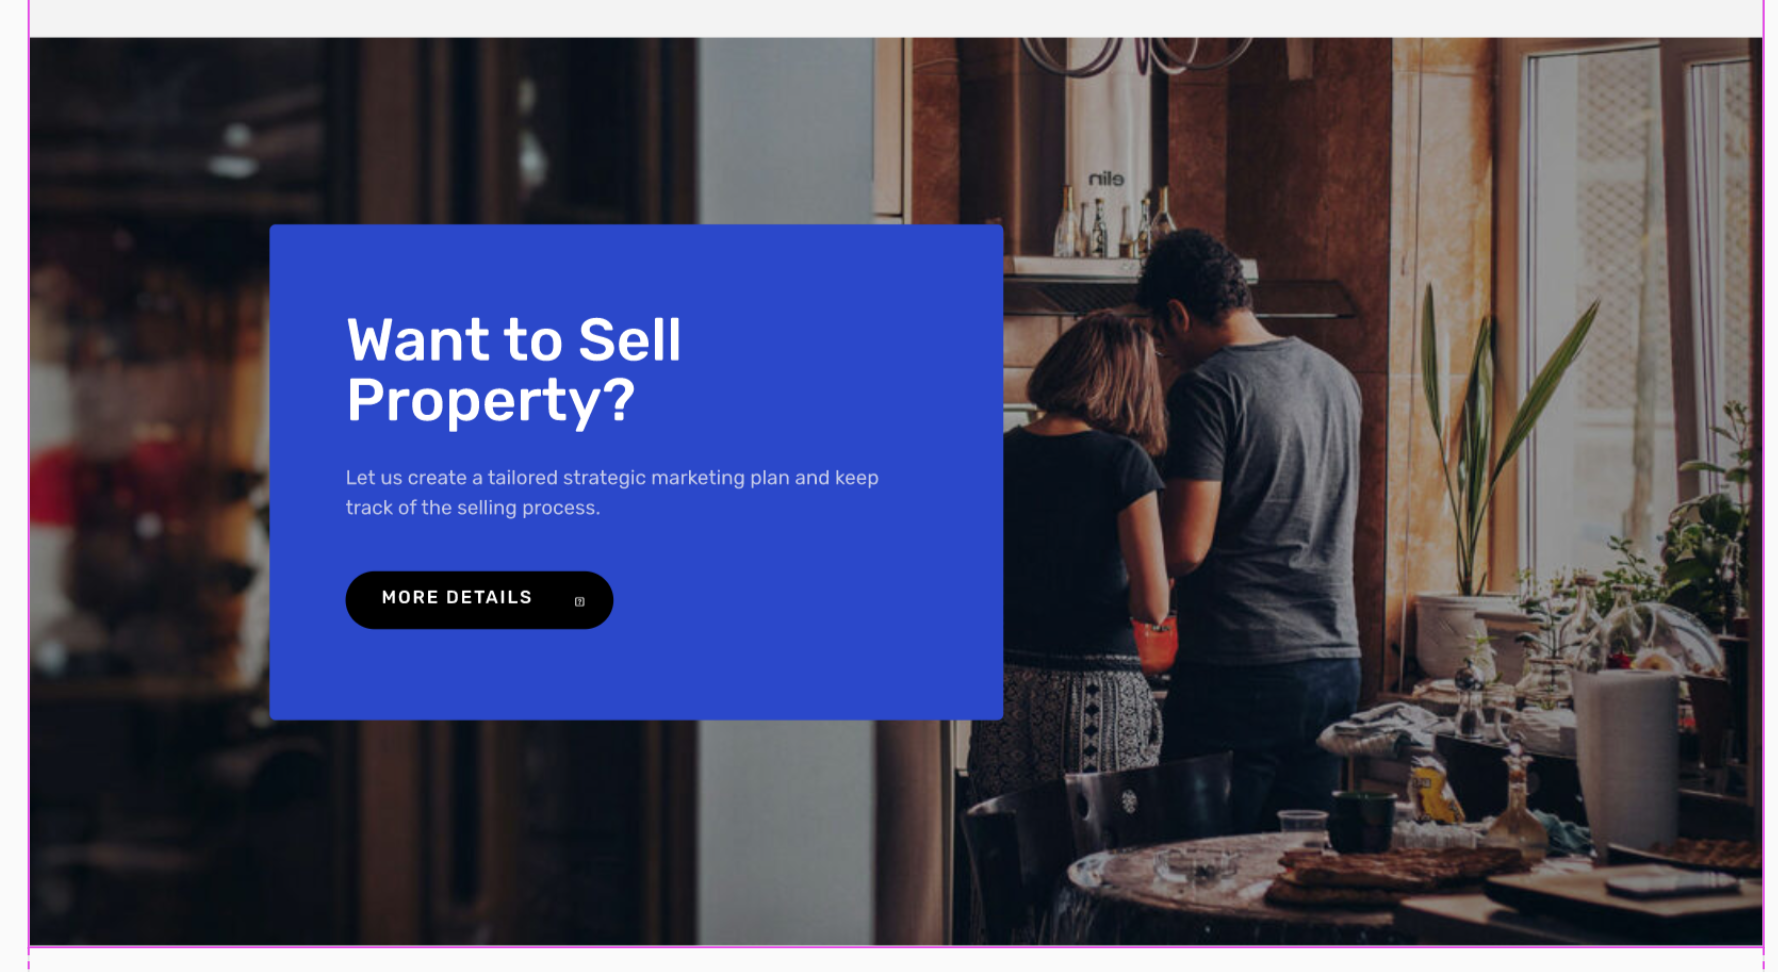 elin
Want to Sell
Property?
Let us create a tailored strategic marketing plan and keep
track of the selling process.
MORE DETAILS